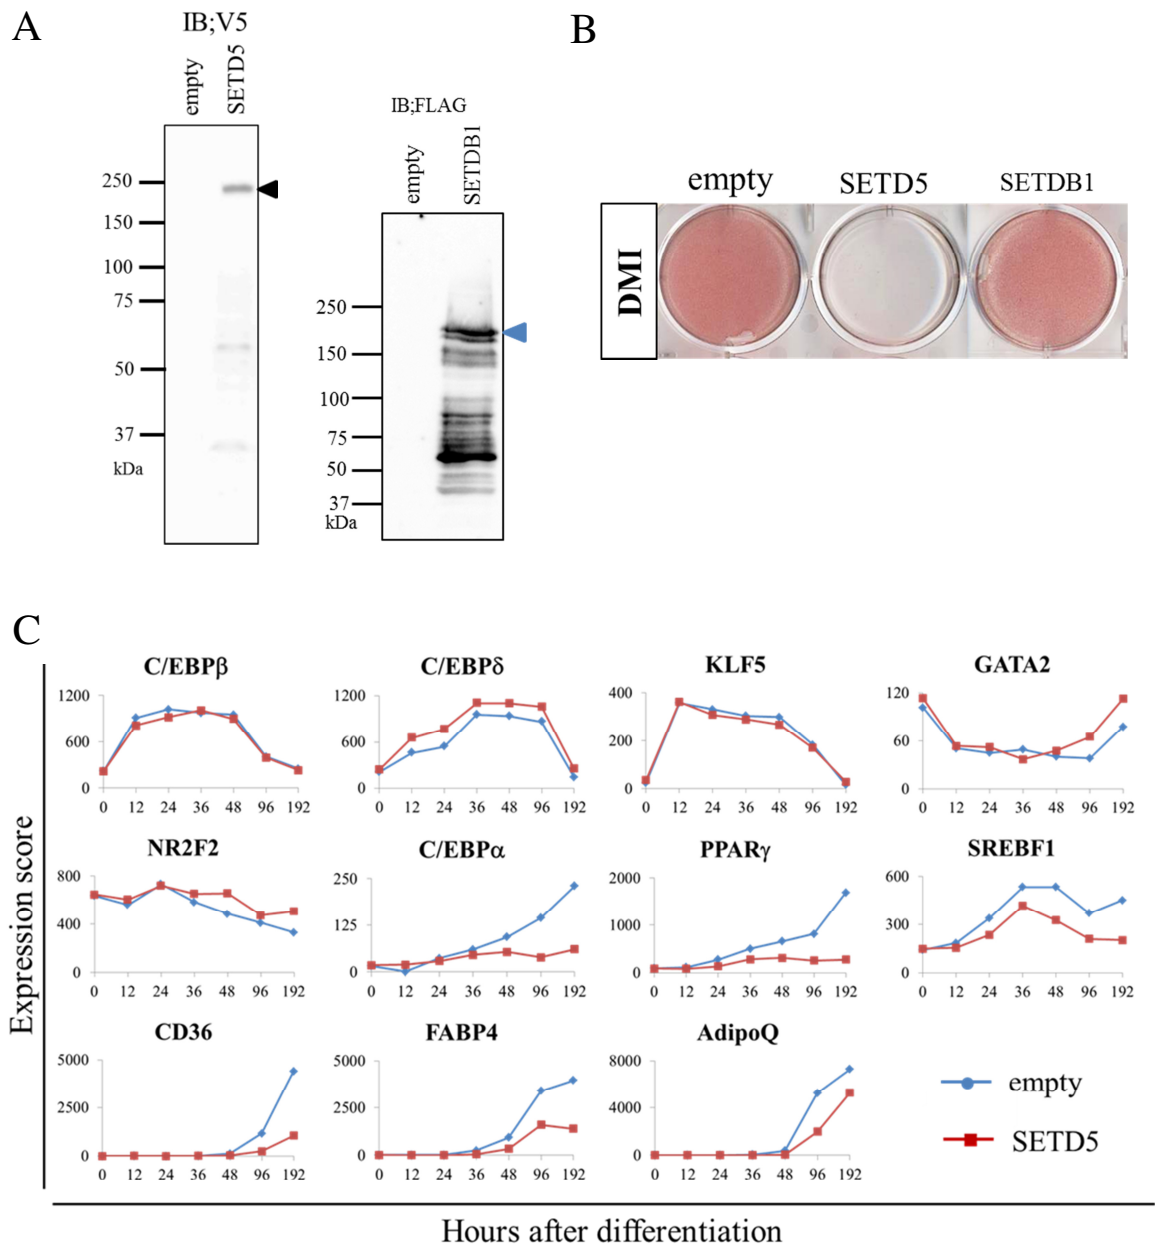 A
IB;V5
empty
SETD5
250
150
100
75
50
37
kDa
IB;FLAG
empty
SETDB1
250
150
100
75
50
37
kDa
B
empty SETD5 SETDB1
DMI
C
Expression score
C/EBPβ
1200
600
0
0 12 24 36 48 96 192
C/EBPδ
1200
600
0
0 12 24 36 48 96 192
KLF5
400
200
0
0 12 24 36 48 96 192
GATA2
120
60
0
0 12 24 36 48 96 192
NR2F2
800
400
0
0 12 24 36 48 96 192
C/EBPα
250
125
0
0 12 24 36 48 96 192
PPARγ
2000
1000
0
0 12 24 36 48 96 192
SREBF1
600
300
0
0 12 24 36 48 96 192
CD36
5000
2500
0
0 12 24 36 48 96 192
FABP4
5000
2500
0
0 12 24 36 48 96 192
AdipoQ
8000
4000
0
0 12 24 36 48 96 192
empty
SETD5
Hours after differentiation